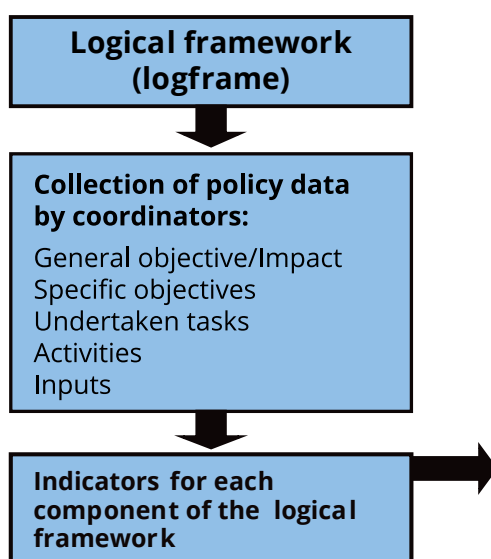 Logical framework
(logframe)
Collection of policy data
by coordinators:
General objective/Impact
Specific objectives
Undertaken tasks
Activities
Inputs
Indicators for each
component of the logical
framework